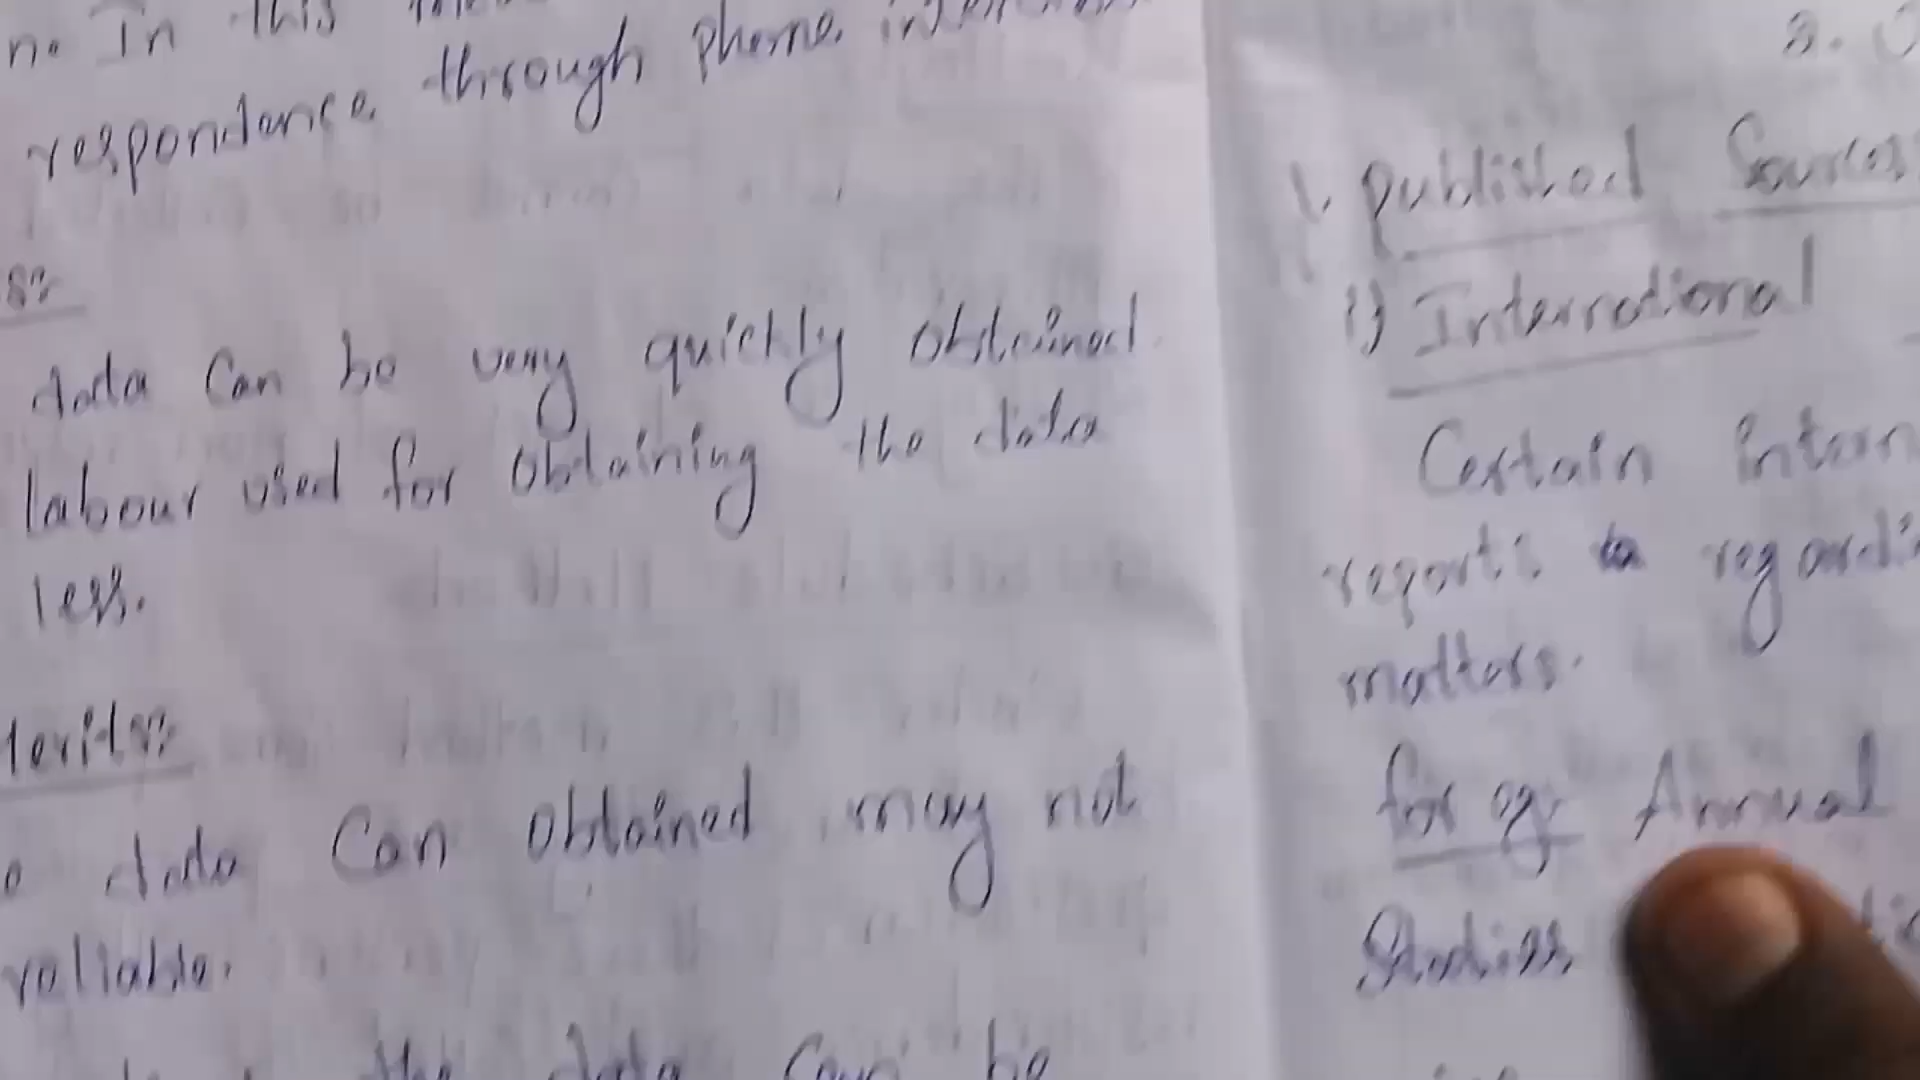 n. In this
respondence through phone,
data can be very quickly obtained
labour used for obtaining the data
less.
data can obtained may not
reliable.
the data can be
1. Published Sources
i) International
Certain intern
reports regardi
matters.
for eg: Annual
Studies